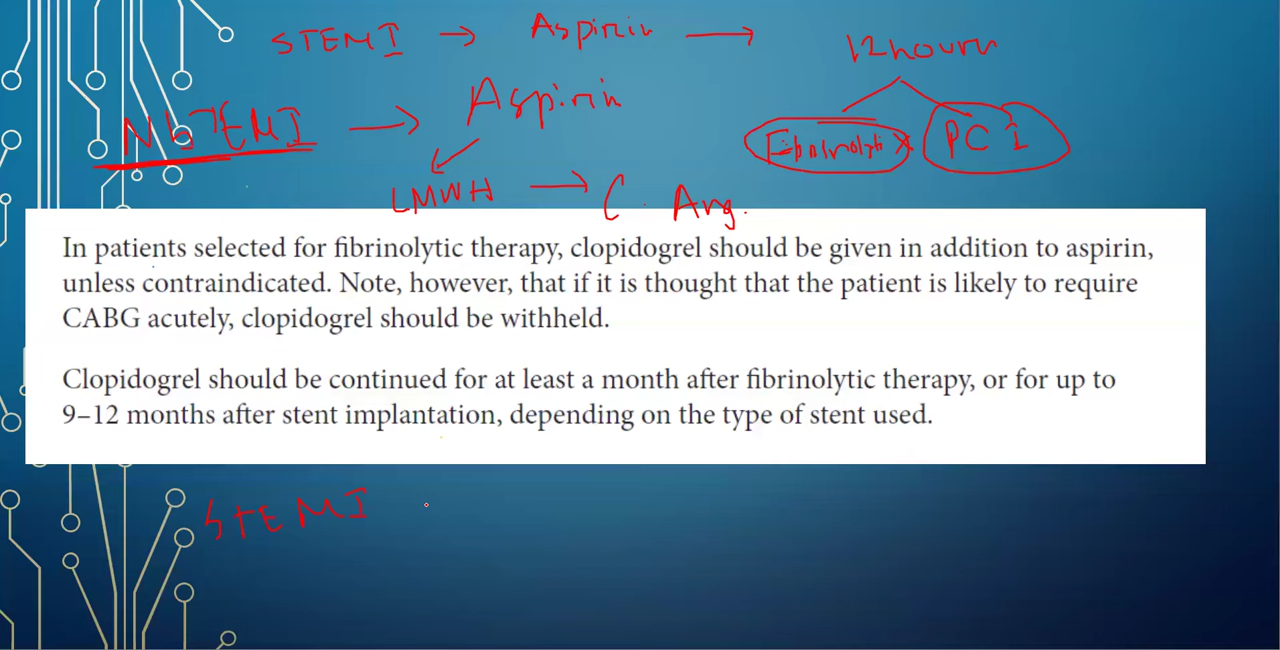 STEMI → Aspirin →
12 hours
NSTEMI → Aspirin
Fibrinolytic X PCI
LMWH → C. Ang.
In patients selected for fibrinolytic therapy, clopidogrel should be given in addition to aspirin,
unless contraindicated. Note, however, that if it is thought that the patient is likely to require
CABG acutely, clopidogrel should be withheld.
Clopidogrel should be continued for at least a month after fibrinolytic therapy, or for up to
9–12 months after stent implantation, depending on the type of stent used.
STEMI